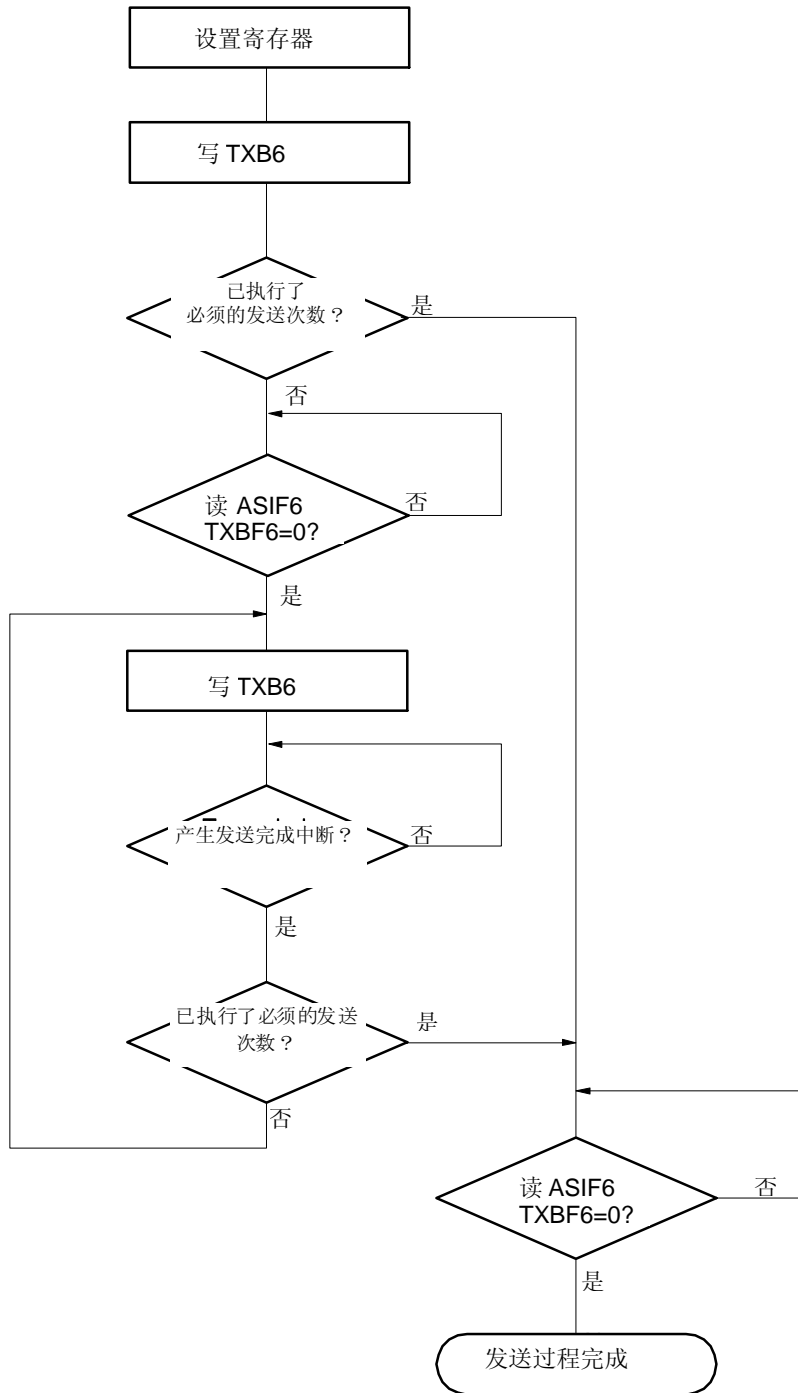 设置寄存器
写 TXB6
已执行了
必须的发送次数？
是
否
读 ASIF6
TXBF6=0?
否
是
写 TXB6
产生发送完成中断？
否
是
已执行了必须的发送
次数？
是
否
读 ASIF6
TXBF6=0?
否
是
发送过程完成